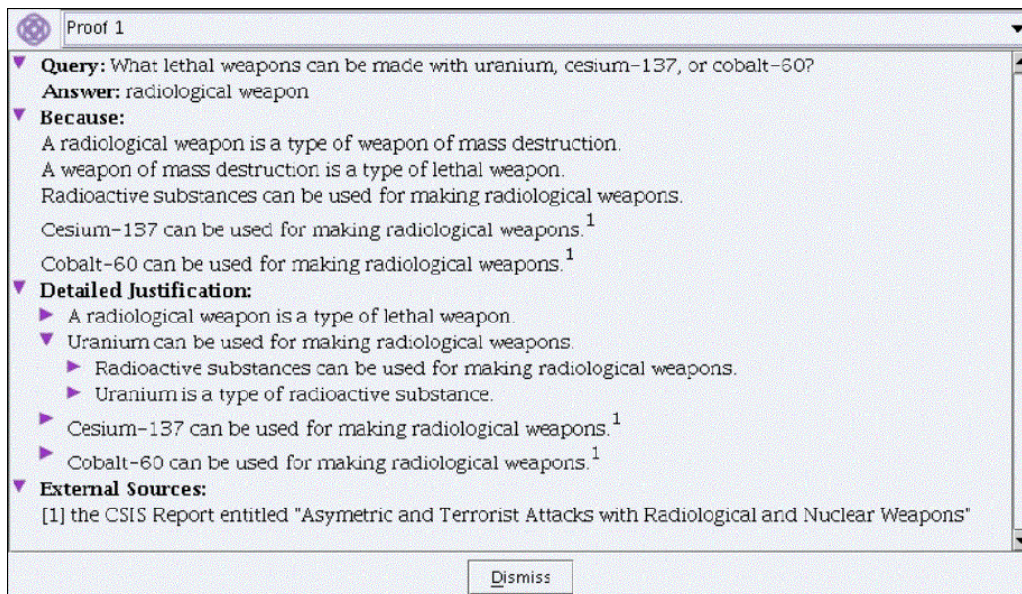 Proof 1
Query: What lethal weapons can be made with uranium, cesium-137, or cobalt-60?
Answer: radiological weapon
Because:
A radiological weapon is a type of weapon of mass destruction.
A weapon of mass destruction is a type of lethal weapon.
Radioactive substances can be used for making radiological weapons.
Cesium-137 can be used for making radiological weapons.1
Cobalt-60 can be used for making radiological weapons.1
Detailed Justification:
A radiological weapon is a type of lethal weapon.
Uranium can be used for making radiological weapons.
Radioactive substances can be used for making radiological weapons.
Uranium is a type of radioactive substance.
Cesium-137 can be used for making radiological weapons.1
Cobalt-60 can be used for making radiological weapons.1
External Sources:
[1] the CSIS Report entitled "Asymetric and Terrorist Attacks with Radiological and Nuclear Weapons"
Dismiss